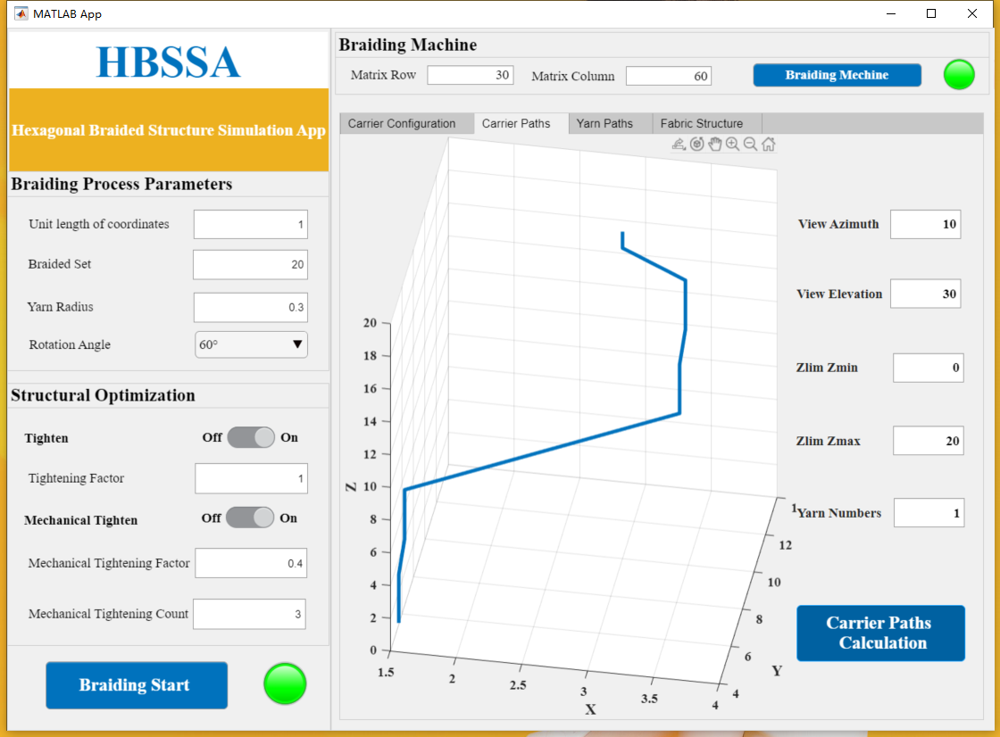 MATLAB App
HBSSA
Hexagonal Braided Structure Simulation App
Braiding Process Parameters
Unit length of coordinates 1
Braided Set 20
Yarn Radius 0.3
Rotation Angle 60°
Structural Optimization
Tighten Off On
Tightening Factor 1
Mechanical Tighten Off On
Mechanical Tightening Factor 0.4
Mechanical Tightening Count 3
Braiding Start
Braiding Machine
Matrix Row 30 Matrix Column 60 Braiding Mechine
Carrier Configuration Carrier Paths Yarn Paths Fabric Structure
20
18
16
14
12
10
8
6
4
2
0
Z
1.5
2
2.5
3
3.5
4
X
4
6
8
10
12
1
Y
View Azimuth 10
View Elevation 30
Zlim Zmin 0
Zlim Zmax 20
Yarn Numbers 1
Carrier Paths
Calculation